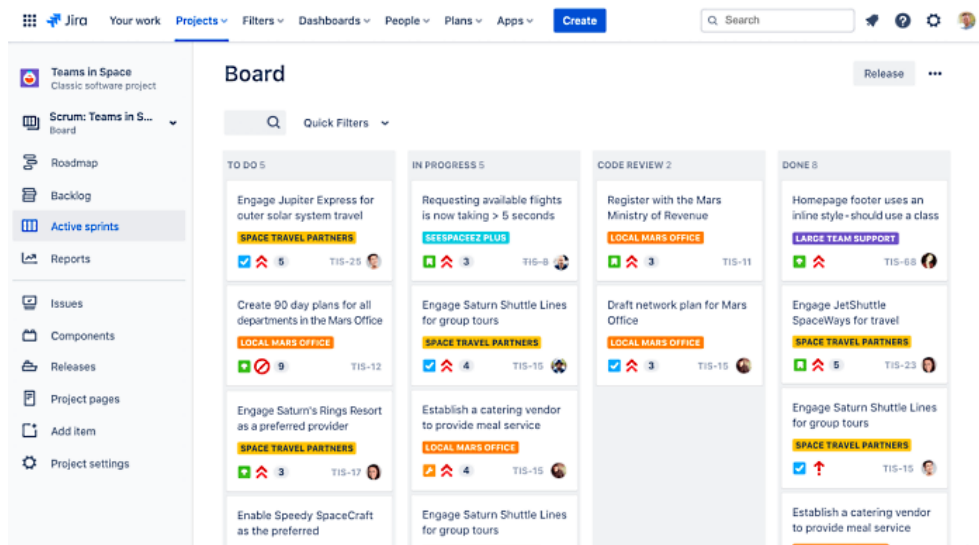 Jira Your work Projects Filters Dashboards People Plans Apps Create Search
Teams in Space
Classic software project
Scrum: Teams in S...
Board
Roadmap
Backlog
Active sprints
Reports
Issues
Components
Releases
Project pages
Add item
Project settings
Board
Release
Quick Filters
TO DO 5
Engage Jupiter Express for
outer solar system travel
SPACE TRAVEL PARTNERS
5 TIS-25
Create 90 day plans for all
departments in the Mars Office
LOCAL MARS OFFICE
9 TIS-12
Engage Saturn's Rings Resort
as a preferred provider
SPACE TRAVEL PARTNERS
3 TIS-17
Enable Speedy SpaceCraft
as the preferred
IN PROGRESS 5
Requesting available flights
is now taking > 5 seconds
SEESPACEEZ PLUS
3 TIS-8
Engage Saturn Shuttle Lines
for group tours
SPACE TRAVEL PARTNERS
4 TIS-15
Establish a catering vendor
to provide meal service
LOCAL MARS OFFICE
4 TIS-15
Engage Saturn Shuttle Lines
for group tours
CODE REVIEW 2
Register with the Mars
Ministry of Revenue
LOCAL MARS OFFICE
3 TIS-11
Draft network plan for Mars
Office
LOCAL MARS OFFICE
3 TIS-15
DONE 8
Homepage footer uses an
inline style-should use a class
LARGE TEAM SUPPORT
TIS-68
Engage JetShuttle
SpaceWays for travel
SPACE TRAVEL PARTNERS
5 TIS-23
Engage Saturn Shuttle Lines
for group tours
SPACE TRAVEL PARTNERS
TIS-15
Establish a catering vendor
to provide meal service